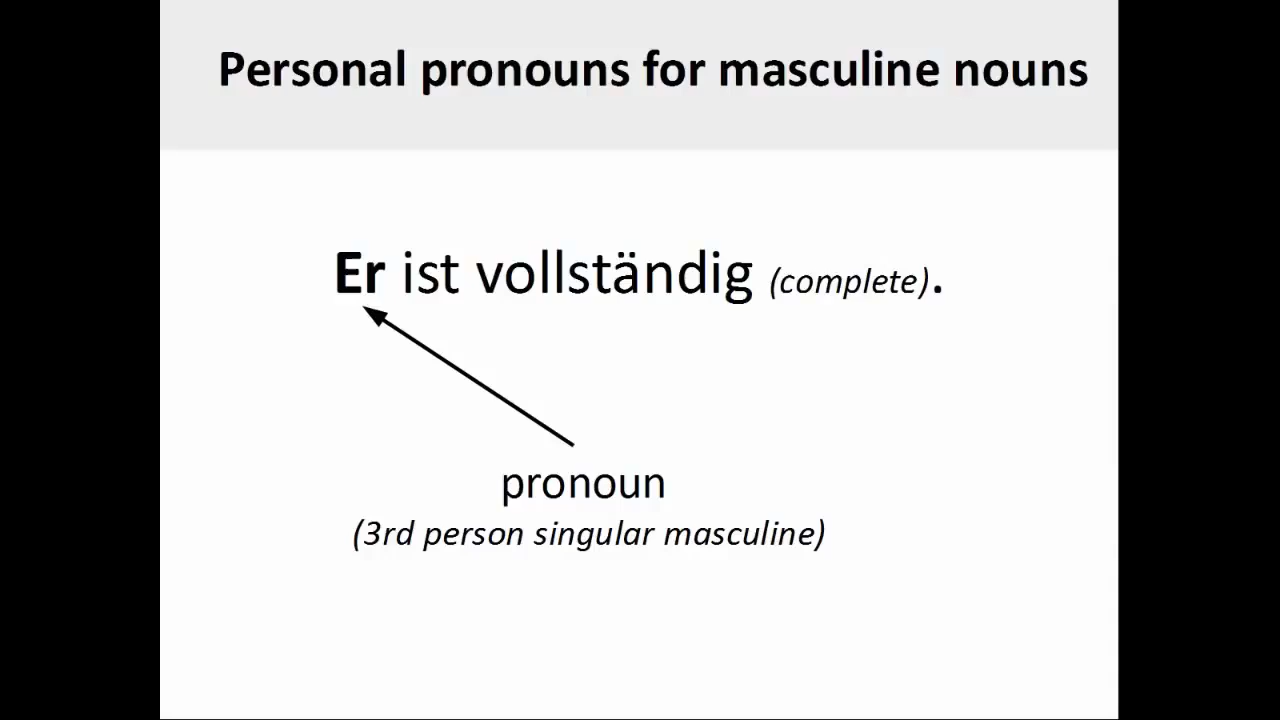 Personal pronouns for masculine nouns
Er ist vollständig (complete).
pronoun
(3rd person singular masculine)